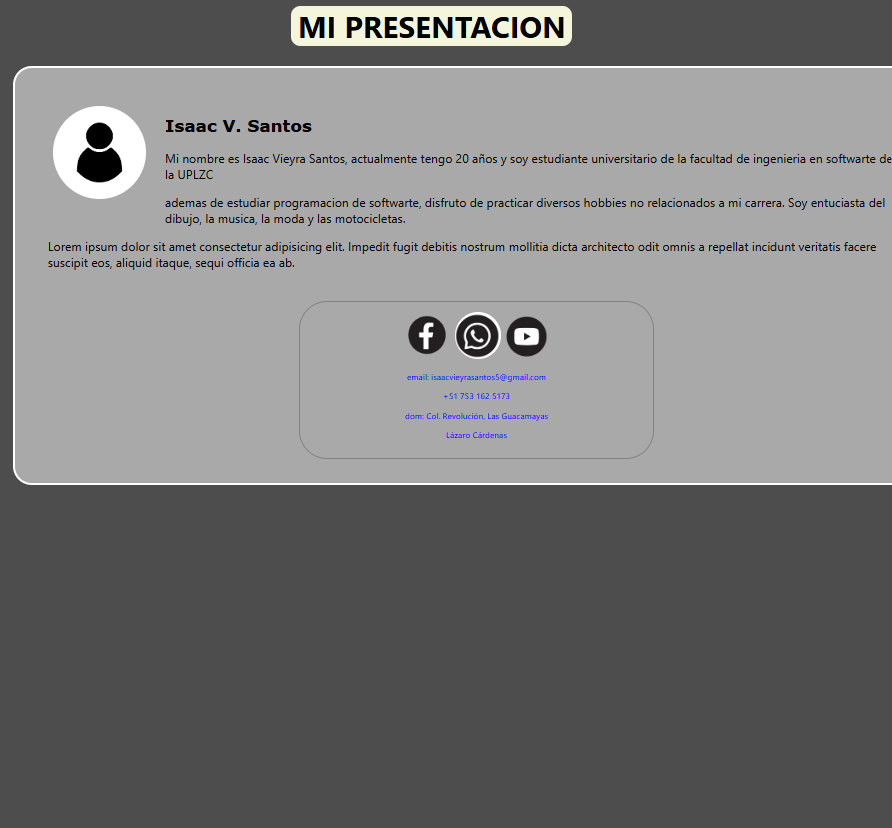 MI PRESENTACION
Isaac V. Santos
Mi nombre es Isaac Vieyra Santos, actualmente tengo 20 años y soy estudiante universitario de la facultad de ingenieria en softwarte de
la UPLZC
ademas de estudiar programacion de softwarte, disfruto de practicar diversos hobbies no relacionados a mi carrera. Soy entuciasta del
dibujo, la musica, la moda y las motocicletas.
Lorem ipsum dolor sit amet consectetur adipisicing elit. Impedit fugit debitis nostrum mollitia dicta architecto odit omnis a repellat incidunt veritatis facere
suscipit eos, aliquid itaque, sequi officia ea ab.
email: isaacvieyrasantos5@gmail.com
+51 753 162 5173
dom: Col. Revolución, Las Guacamayas
Lázaro Cárdenas